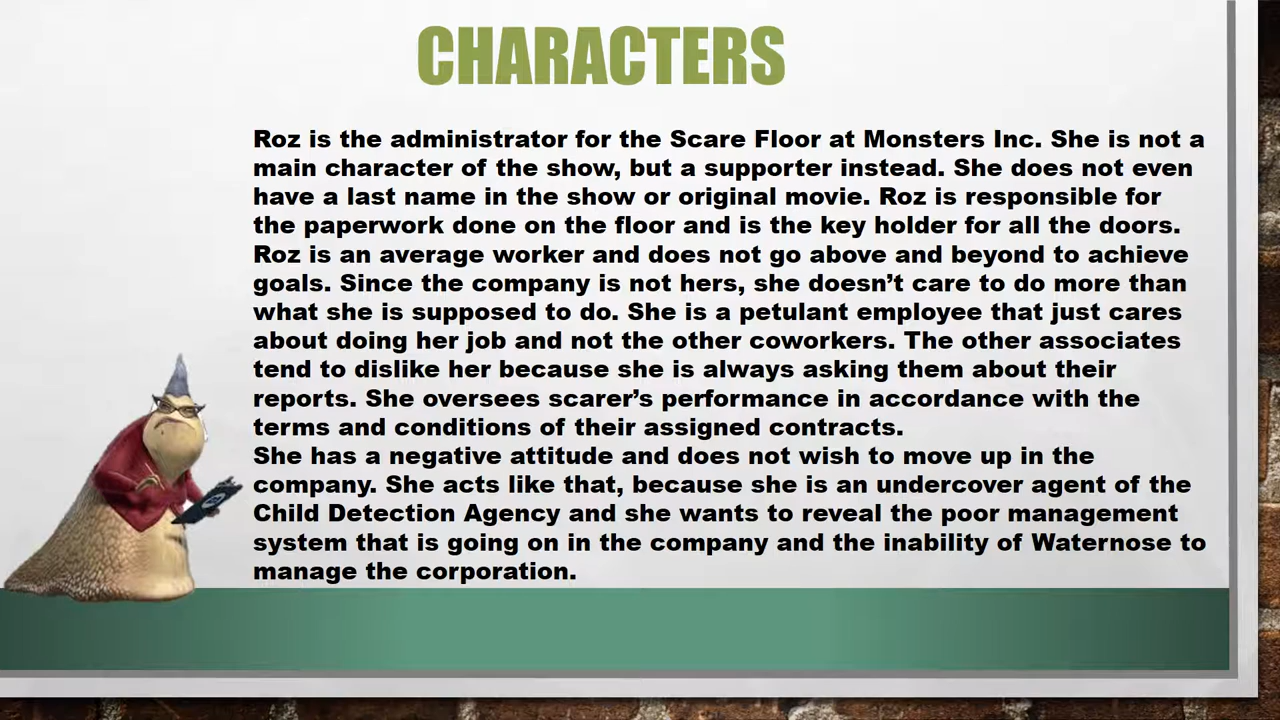 CHARACTERS
Roz is the administrator for the Scare Floor at Monsters Inc. She is not a
main character of the show, but a supporter instead. She does not even
have a last name in the show or original movie. Roz is responsible for
the paperwork done on the floor and is the key holder for all the doors.
Roz is an average worker and does not go above and beyond to achieve
goals. Since the company is not hers, she doesn’t care to do more than
what she is supposed to do. She is a petulant employee that just cares
about doing her job and not the other coworkers. The other associates
tend to dislike her because she is always asking them about their
reports. She oversees scarer’s performance in accordance with the
terms and conditions of their assigned contracts.
She has a negative attitude and does not wish to move up in the
company. She acts like that, because she is an undercover agent of the
Child Detection Agency and she wants to reveal the poor management
system that is going on in the company and the inability of Waternose to
manage the corporation.